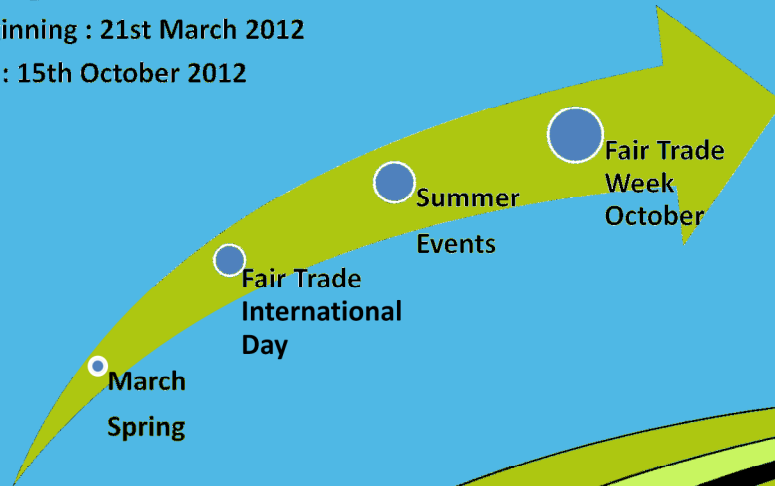 inning : 21st March 2012
: 15th October 2012
Fair Trade
Week
October
Summer
Events
Fair Trade
International
Day
March
Spring